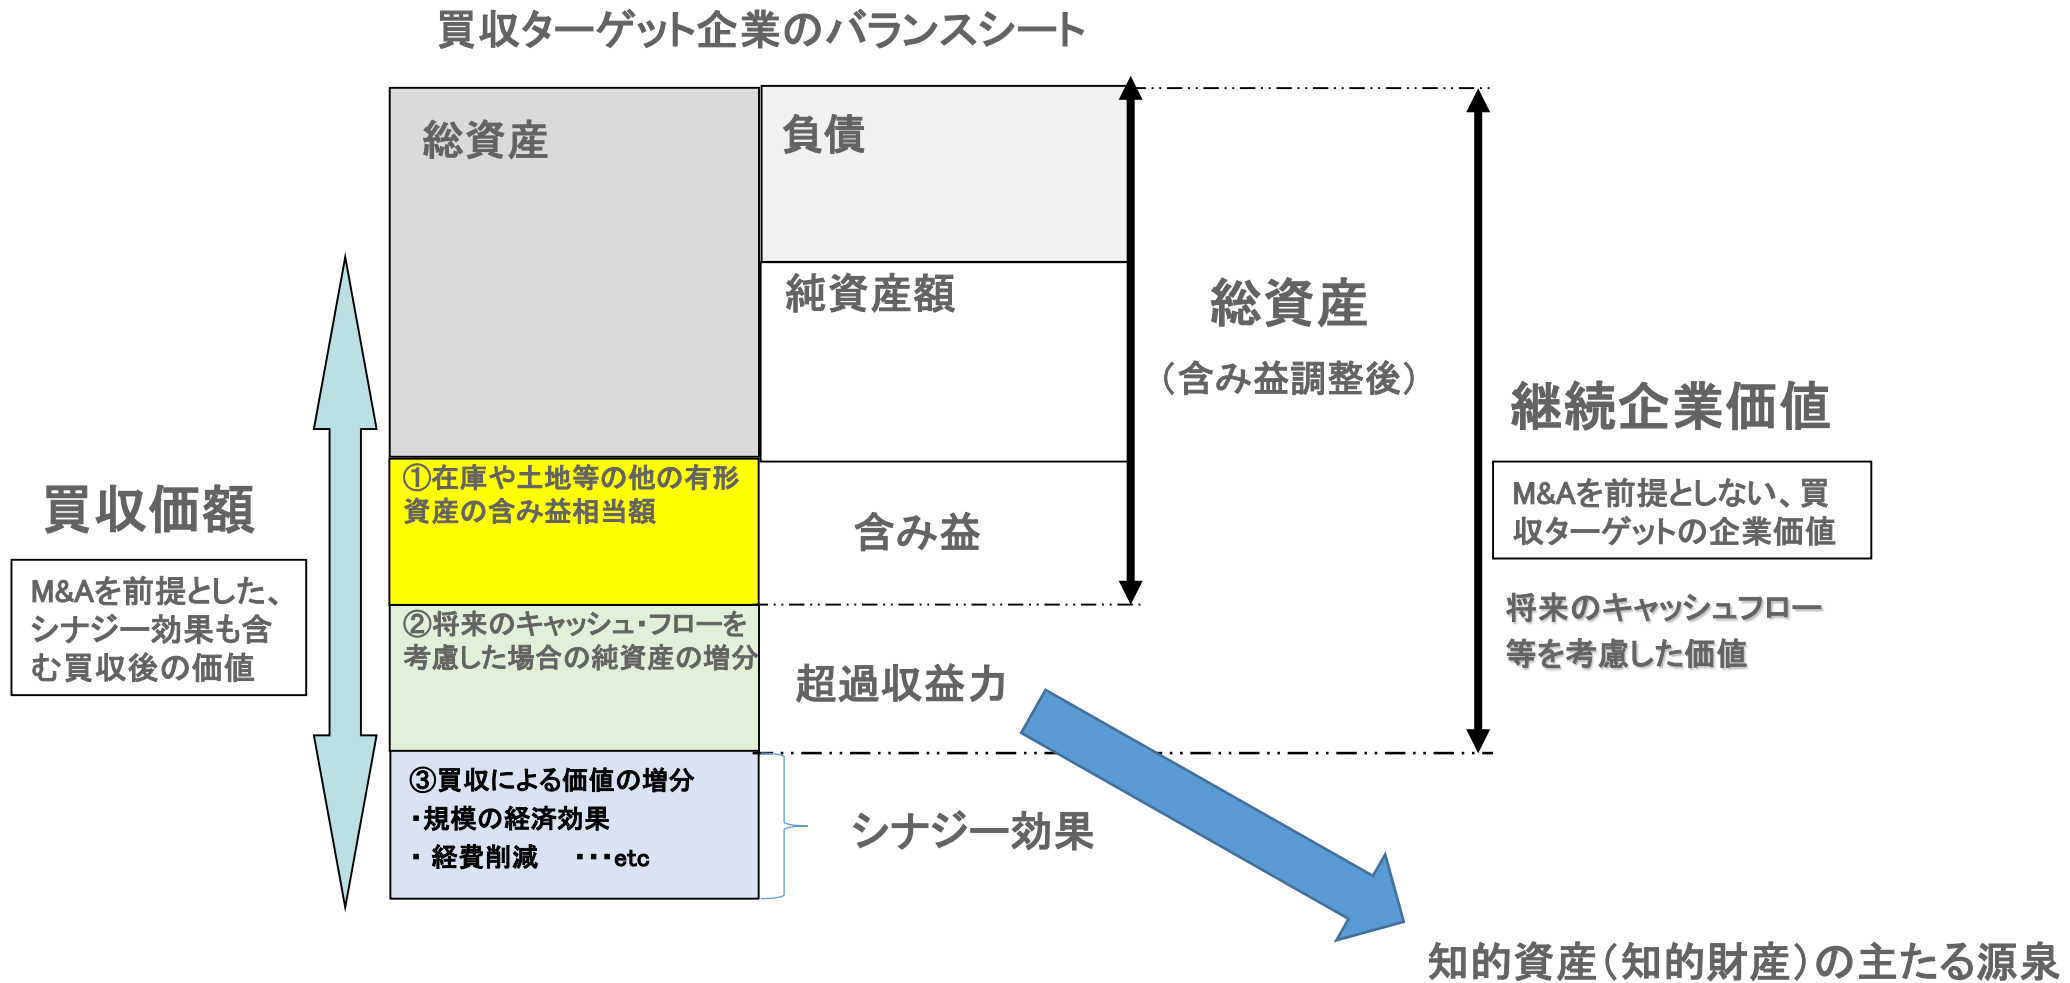 買収ターゲット企業のバランスシート
総資産
負債
純資産額
総資産
（含み益調整後）
継続企業価値
M&Aを前提としない、買
収ターゲットの企業価値
将来のキャッシュフロー
等を考慮した価値
買収価額
M&Aを前提とした、
シナジー効果も含
む買収後の価値
①在庫や土地等の他の有形
資産の含み益相当額
含み益
②将来のキャッシュ・フローを
考慮した場合の純資産の増分
超過収益力
③買収による価値の増分
・規模の経済効果
・ 経費削減　・・・etc
シナジー効果
知的資産（知的財産）の主たる源泉